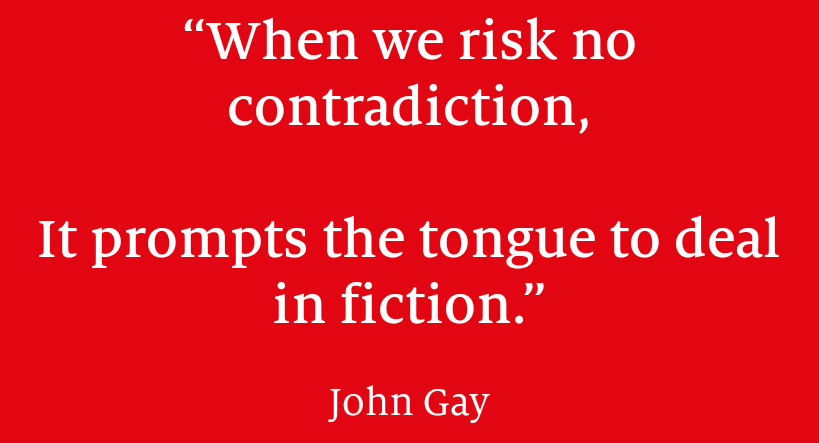 “When we risk no
contradiction,
It prompts the tongue to deal
in fiction.”
John Gay